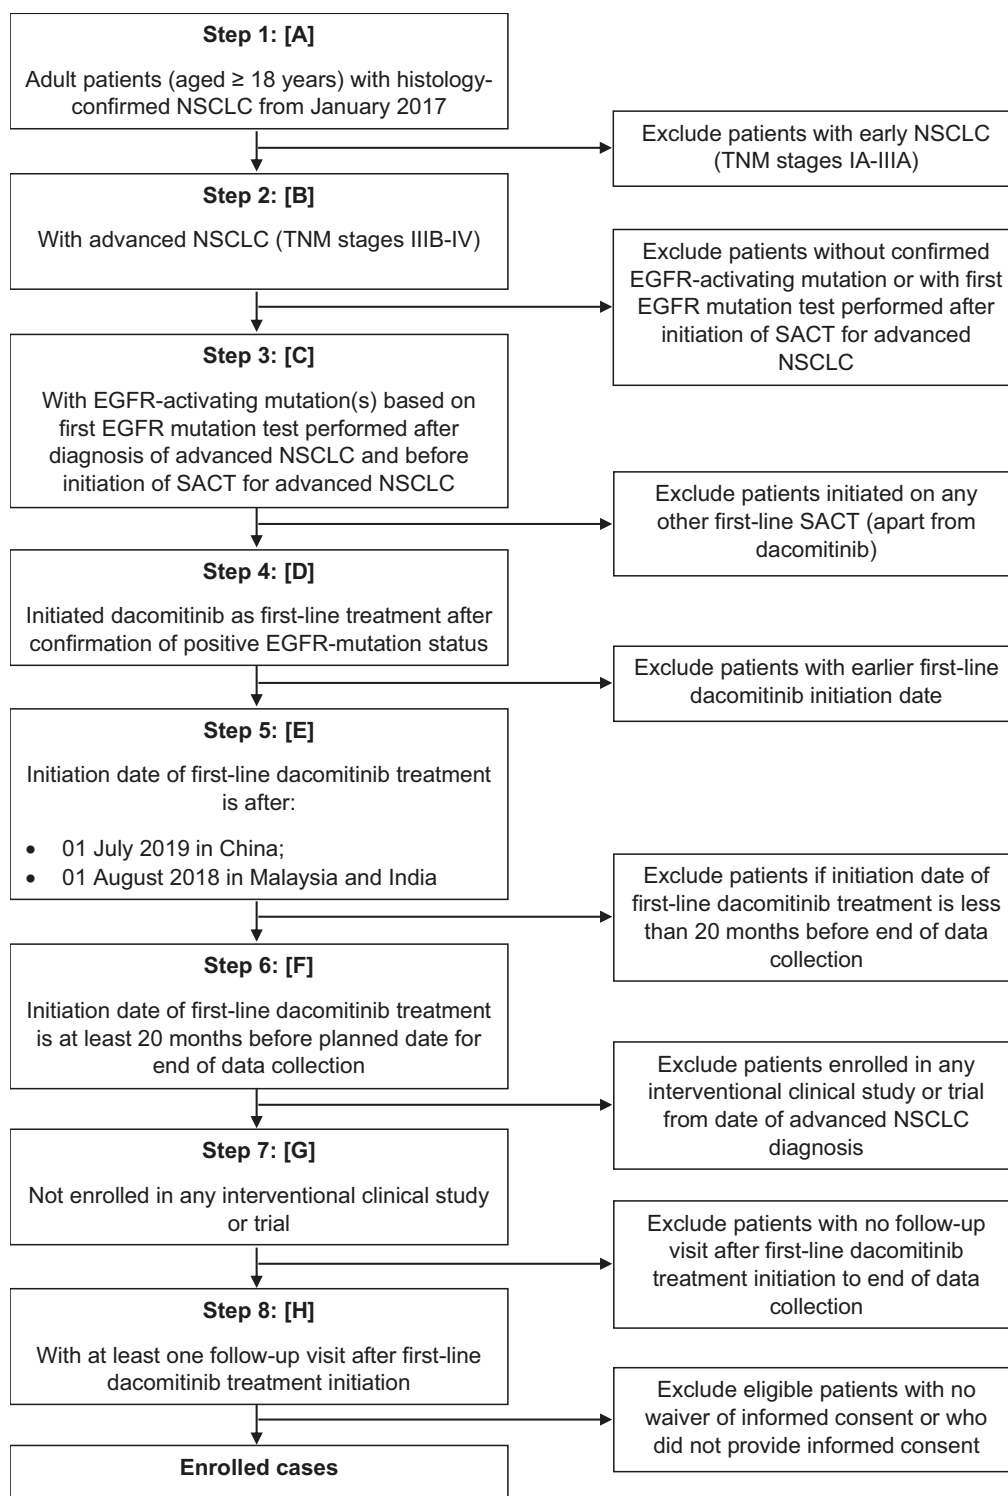 Step 1: [A]
Adult patients (aged ≥ 18 years) with histology-
confirmed NSCLC from January 2017
Exclude patients with early NSCLC
(TNM stages IA-IIIA)
Step 2: [B]
With advanced NSCLC (TNM stages IIIB-IV)
Exclude patients without confirmed
EGFR-activating mutation or with first
EGFR mutation test performed after
initiation of SACT for advanced
NSCLC
Step 3: [C]
With EGFR-activating mutation(s) based on
first EGFR mutation test performed after
diagnosis of advanced NSCLC and before
initiation of SACT for advanced NSCLC
Exclude patients initiated on any
other first-line SACT (apart from
dacomitinib)
Step 4: [D]
Initiated dacomitinib as first-line treatment after
confirmation of positive EGFR-mutation status
Exclude patients with earlier first-line
dacomitinib initiation date
Step 5: [E]
Initiation date of first-line dacomitinib treatment
is after:
• 01 July 2019 in China;
• 01 August 2018 in Malaysia and India
Exclude patients if initiation date of
first-line dacomitinib treatment is less
than 20 months before end of data
collection
Step 6: [F]
Initiation date of first-line dacomitinib treatment
is at least 20 months before planned date for
end of data collection
Exclude patients enrolled in any
interventional clinical study or trial
from date of advanced NSCLC
diagnosis
Step 7: [G]
Not enrolled in any interventional clinical study
or trial
Exclude patients with no follow-up
visit after first-line dacomitinib
treatment initiation to end of data
collection
Step 8: [H]
With at least one follow-up visit after first-line
dacomitinib treatment initiation
Exclude eligible patients with no
waiver of informed consent or who
did not provide informed consent
Enrolled cases